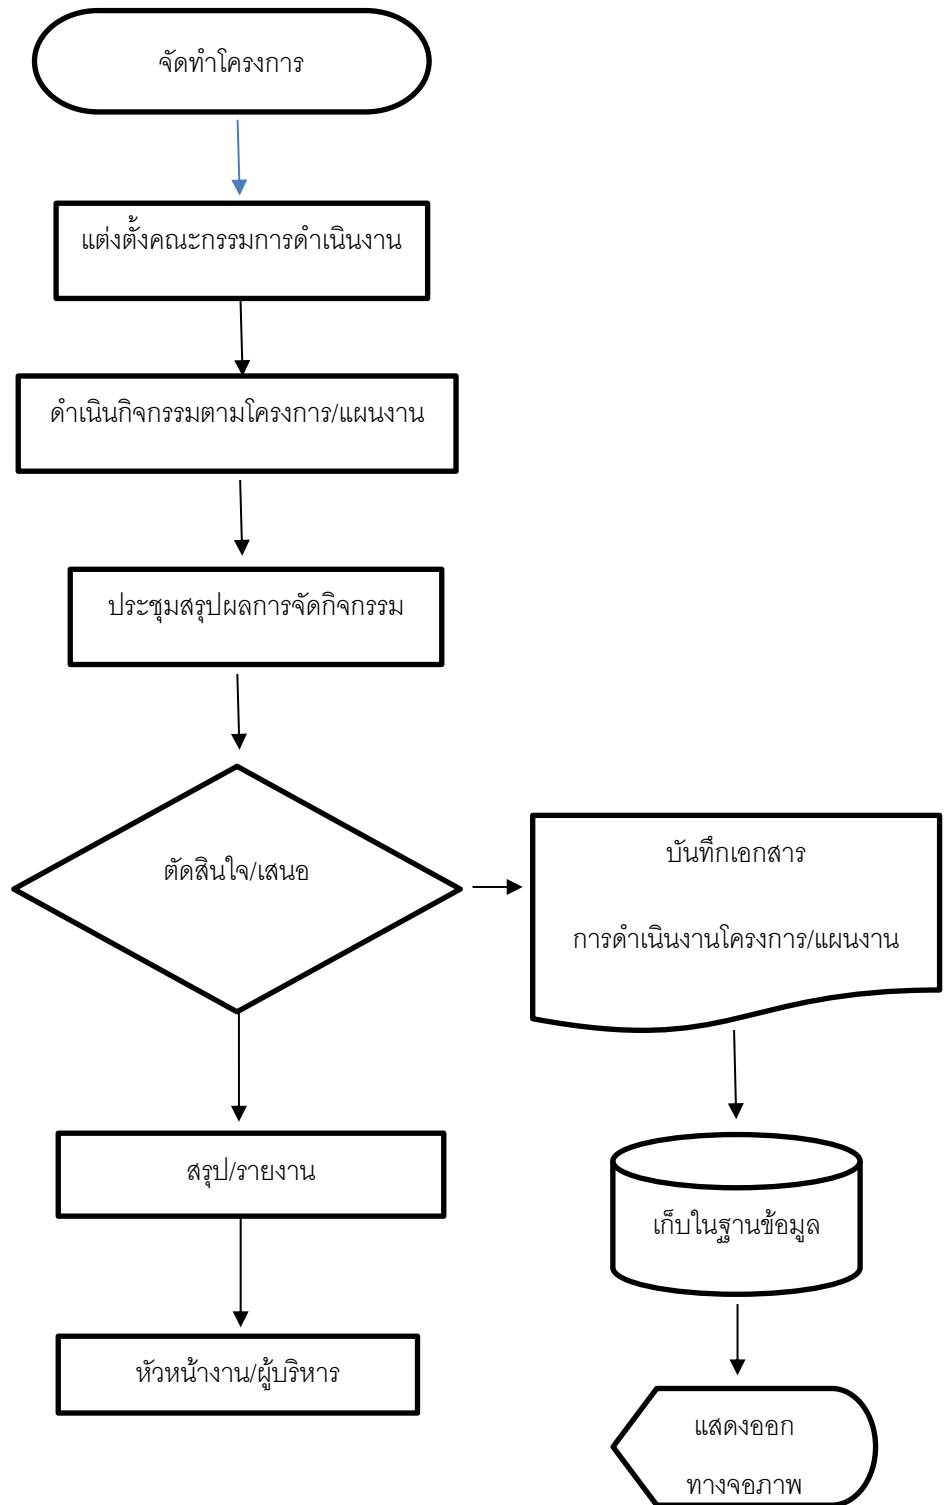 จัดทำโครงการ
แต่งตั้งคณะกรรมการดำเนินงาน
ดำเนินกิจกรรมตามโครงการ/แผนงาน
ประชุมสรุปผลการจัดกิจกรรม
ตัดสินใจ/เสนอ
บันทึกเอกสาร
การดำเนินงานโครงการ/แผนงาน
สรุป/รายงาน
เก็บในฐานข้อมูล
หัวหน้างาน/ผู้บริหาร
แสดงออก
ทางจอภาพ